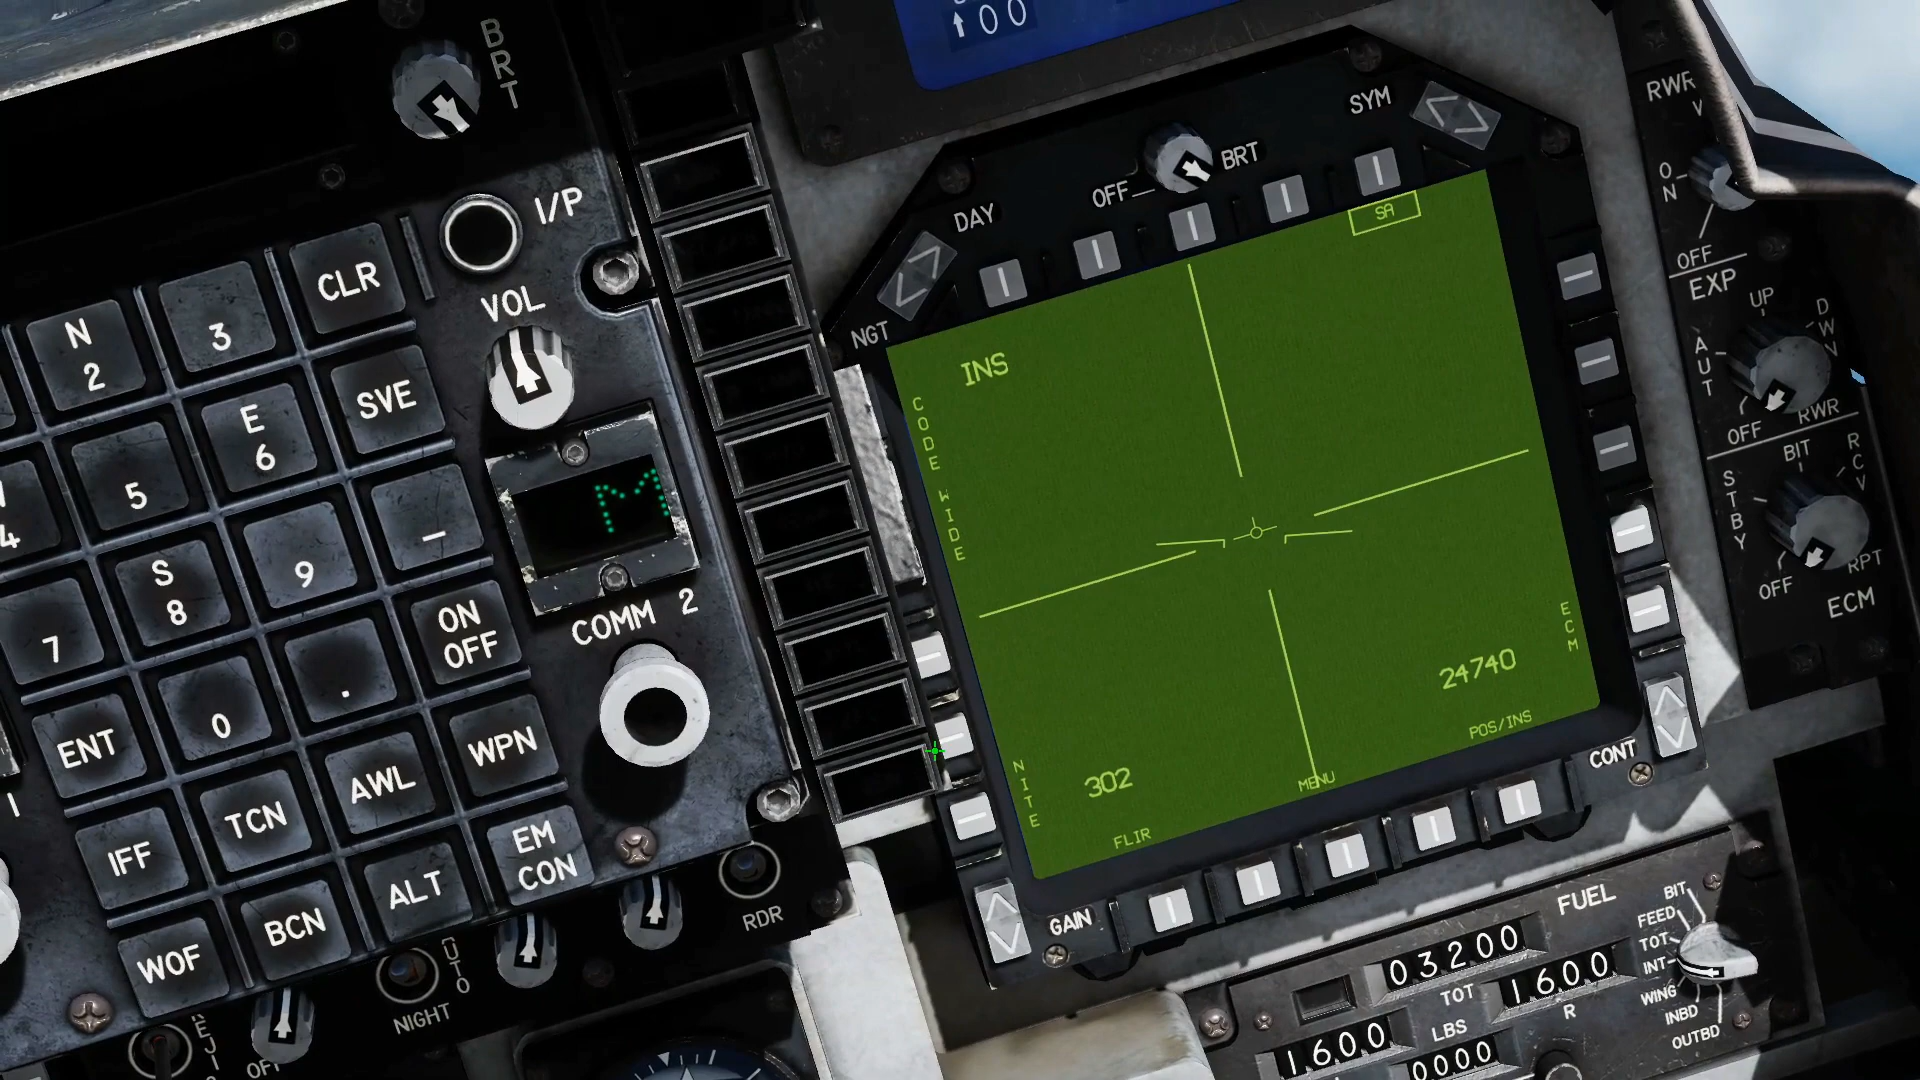 ↑00
BRT
SYM
RWR
V
ON
OFF
BRT
OFF
DAY
NGT
I/P
VOL
CLR
3
N
2
SVE
E
6
5
4
9
S
8
7
ON
OFF
.
0
ENT
WPN
AWL
TCN
IFF
EM
CON
ALT
BCN
WOF
M
COMM 2
RDR
NIGHT
AUTO
SA
INS
CODE WIDE
NITE
302
FLIR
MENU
24740
POS/INS
ECM
GAIN
CONT
EXP
UP
AUT
OFF
RWR
BIT
RCV
STBY
OFF
RPT
ECM
FUEL
BIT
FEED
TOT
INT
WING
INBD
OUTBD
03200
TOT
1600
R
LBS
1600
0000